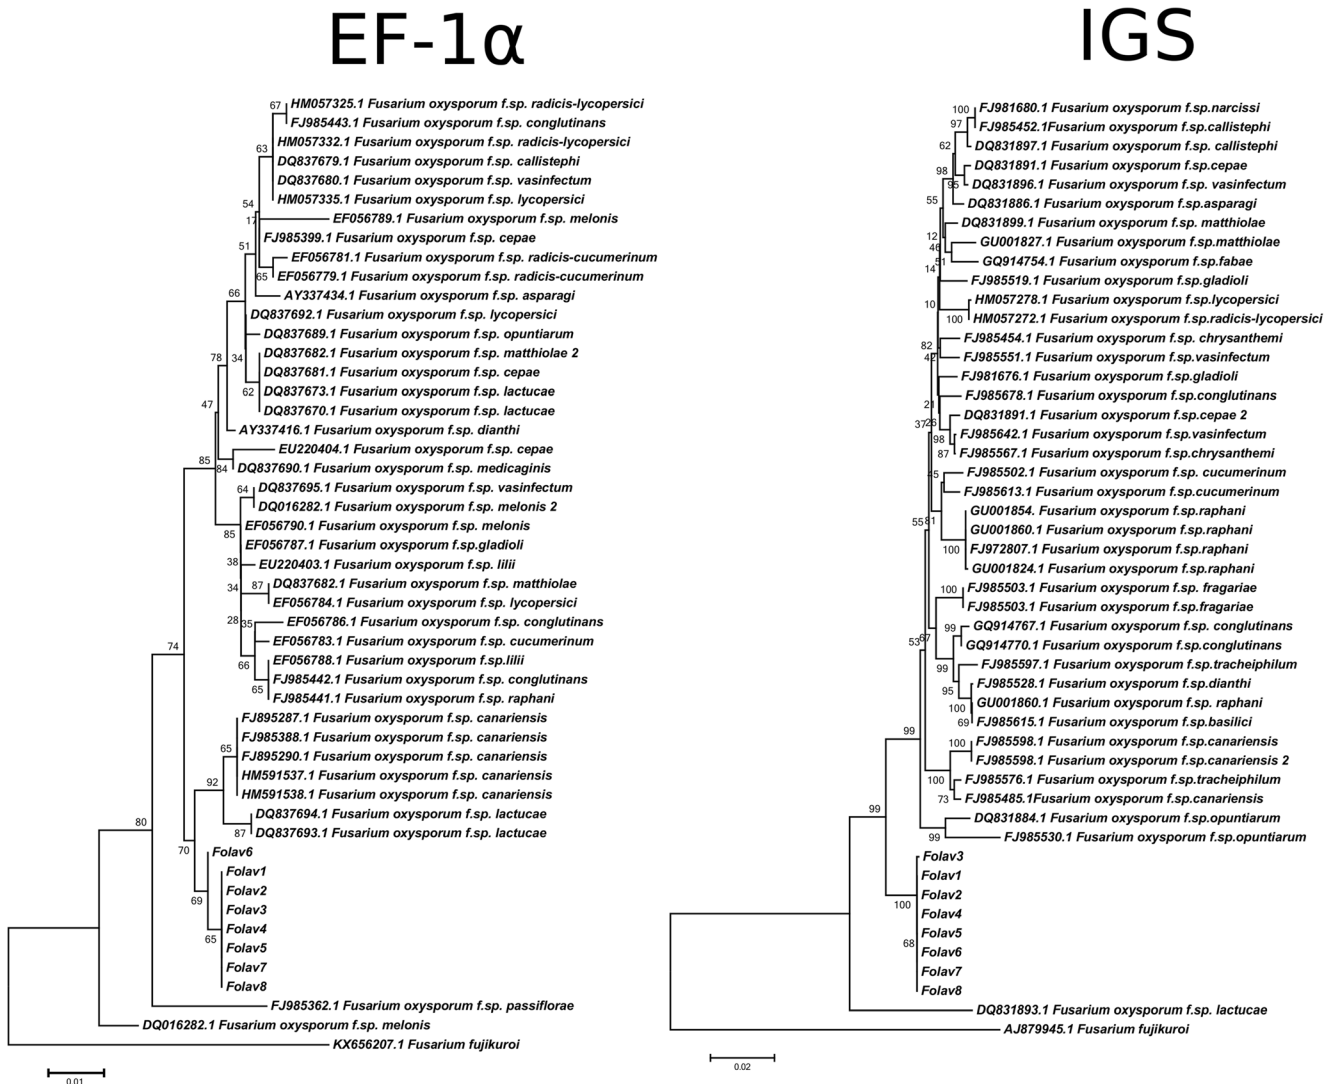 EF-1α
67
HM057325.1 Fusarium oxysporum f.sp. radicis-lycopersici
FJ985443.1 Fusarium oxysporum f.sp. conglutinans
HM057332.1 Fusarium oxysporum f.sp. radicis-lycopersici
63
DQ837679.1 Fusarium oxysporum f.sp. callistephi
DQ837680.1 Fusarium oxysporum f.sp. vasinfectum
HM057335.1 Fusarium oxysporum f.sp. lycopersici
54
17
EF056789.1 Fusarium oxysporum f.sp. melonis
FJ985399.1 Fusarium oxysporum f.sp. cepae
51
EF056781.1 Fusarium oxysporum f.sp. radicis-cucumerinum
65
EF056779.1 Fusarium oxysporum f.sp. radicis-cucumerinum
66
AY337434.1 Fusarium oxysporum f.sp. asparagi
DQ837692.1 Fusarium oxysporum f.sp. lycopersici
DQ837689.1 Fusarium oxysporum f.sp. opuntiarum
78
34
DQ837682.1 Fusarium oxysporum f.sp. matthiolae 2
DQ837681.1 Fusarium oxysporum f.sp. cepae
62
DQ837673.1 Fusarium oxysporum f.sp. lactucae
47
DQ837670.1 Fusarium oxysporum f.sp. lactucae
AY337416.1 Fusarium oxysporum f.sp. dianthi
EU220404.1 Fusarium oxysporum f.sp. cepae
85
84
DQ837690.1 Fusarium oxysporum f.sp. medicaginis
64
DQ837695.1 Fusarium oxysporum f.sp. vasinfectum
DQ016282.1 Fusarium oxysporum f.sp. melonis 2
EF056790.1 Fusarium oxysporum f.sp. melonis
85
EF056787.1 Fusarium oxysporum f.sp.gladioli
38
EU220403.1 Fusarium oxysporum f.sp. lilii
34
87
DQ837682.1 Fusarium oxysporum f.sp. matthiolae
EF056784.1 Fusarium oxysporum f.sp. lycopersici
28
35
EF056786.1 Fusarium oxysporum f.sp. conglutinans
EF056783.1 Fusarium oxysporum f.sp. cucumerinum
74
66
EF056788.1 Fusarium oxysporum f.sp.lilii
FJ985442.1 Fusarium oxysporum f.sp. conglutinans
65
FJ985441.1 Fusarium oxysporum f.sp. raphani
FJ895287.1 Fusarium oxysporum f.sp. canariensis
FJ985388.1 Fusarium oxysporum f.sp. canariensis
65
FJ895290.1 Fusarium oxysporum f.sp. canariensis
HM591537.1 Fusarium oxysporum f.sp. canariensis
92
HM591538.1 Fusarium oxysporum f.sp. canariensis
DQ837694.1 Fusarium oxysporum f.sp. lactucae
80
87
DQ837693.1 Fusarium oxysporum f.sp. lactucae
70
Folav6
Folav1
Folav2
69
Folav3
Folav4
65
Folav5
Folav7
Folav8
FJ985362.1 Fusarium oxysporum f.sp. passiflorae
DQ016282.1 Fusarium oxysporum f.sp. melonis
KX656207.1 Fusarium fujikuroi
0.01
IGS
100
FJ981680.1 Fusarium oxysporum f.sp.narcissi
97
FJ985452.1Fusarium oxysporum f.sp.callistephi
62
DQ831897.1 Fusarium oxysporum f.sp. callistephi
98
DQ831891.1 Fusarium oxysporum f.sp.cepae
95
DQ831896.1 Fusarium oxysporum f.sp. vasinfectum
55
DQ831886.1 Fusarium oxysporum f.sp.asparagi
DQ831899.1 Fusarium oxysporum f.sp. matthiolae
12
46
GU001827.1 Fusarium oxysporum f.sp.matthiolae
51
GQ914754.1 Fusarium oxysporum f.sp.fabae
14
FJ985519.1 Fusarium oxysporum f.sp.gladioli
10
HM057278.1 Fusarium oxysporum f.sp.lycopersici
100
HM057272.1 Fusarium oxysporum f.sp.radicis-lycopersici
82
FJ985454.1 Fusarium oxysporum f.sp. chrysanthemi
42
FJ985551.1 Fusarium oxysporum f.sp.vasinfectum
FJ981676.1 Fusarium oxysporum f.sp.gladioli
21
FJ985678.1 Fusarium oxysporum f.sp.conglutinans
DQ831891.1 Fusarium oxysporum f.sp.cepae 2
37
26
98
FJ985642.1 Fusarium oxysporum f.sp.vasinfectum
87
FJ985567.1 Fusarium oxysporum f.sp.chrysanthemi
45
FJ985502.1 Fusarium oxysporum f.sp. cucumerinum
FJ985613.1 Fusarium oxysporum f.sp.cucumerinum
GU001854. Fusarium oxysporum f.sp.raphani
55
81
GU001860.1 Fusarium oxysporum f.sp.raphani
100
FJ972807.1 Fusarium oxysporum f.sp.raphani
GU001824.1 Fusarium oxysporum f.sp.raphani
100
FJ985503.1 Fusarium oxysporum f.sp. fragariae
FJ985503.1 Fusarium oxysporum f.sp.fragariae
99
GQ914767.1 Fusarium oxysporum f.sp. conglutinans
53
67
GQ914770.1 Fusarium oxysporum f.sp.conglutinans
99
FJ985597.1 Fusarium oxysporum f.sp.tracheiphilum
95
FJ985528.1 Fusarium oxysporum f.sp.dianthi
100
GU001860.1 Fusarium oxysporum f.sp. raphani
69
FJ985615.1 Fusarium oxysporum f.sp.basilici
99
100
FJ985598.1 Fusarium oxysporum f.sp.canariensis
FJ985598.1 Fusarium oxysporum f.sp.canariensis 2
100
FJ985576.1 Fusarium oxysporum f.sp.tracheiphilum
73
FJ985485.1Fusarium oxysporum f.sp.canariensis
99
DQ831884.1 Fusarium oxysporum f.sp.opuntiarum
99
FJ985530.1 Fusarium oxysporum f.sp.opuntiarum
Folav3
Folav1
Folav2
100
Folav4
Folav5
68
Folav6
Folav7
Folav8
DQ831893.1 Fusarium oxysporum f.sp. lactucae
AJ879945.1 Fusarium fujikuroi
0.02